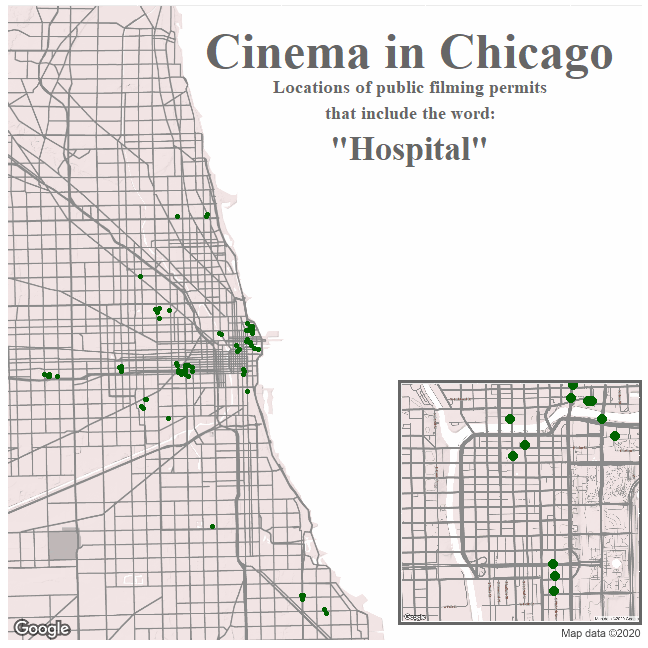 Cinema in Chicago
Locations of public filming permits
that include the word:
"Hospital"
Google
Map data ©2020